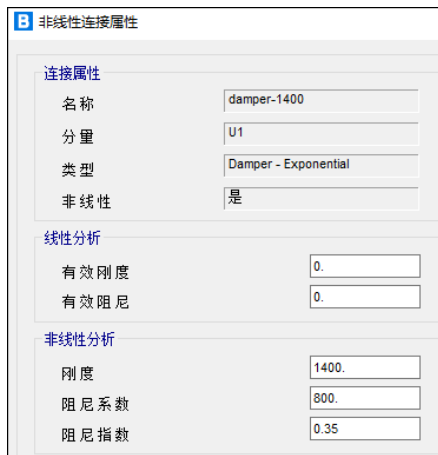 B 非线性连接属性
连接属性
名称 damper-1400
分量 U1
类型 Damper - Exponential
非线性 是
线性分析
有效刚度 0.
有效阻尼 0.
非线性分析
刚度 1400.
阻尼系数 800.
阻尼指数 0.35